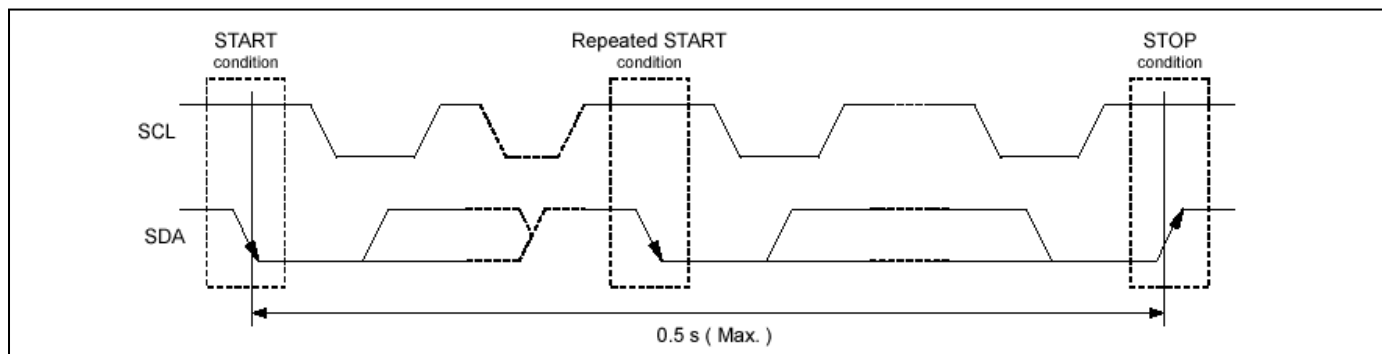 START
condition
Repeated START
condition
STOP
condition
SCL
SDA
0.5 s ( Max. )